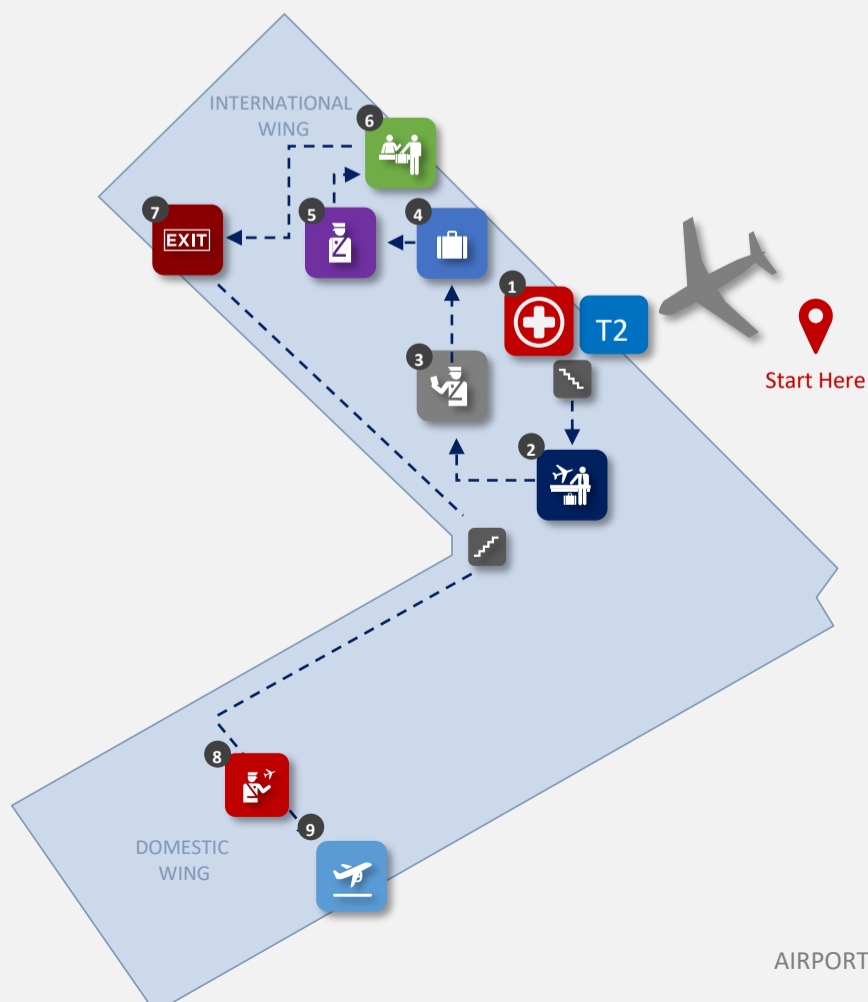 INTERNATIONAL
WING
6
7
EXIT
5
4
1
T2
Start Here
3
2
8
9
DOMESTIC
WING
AIRPORT